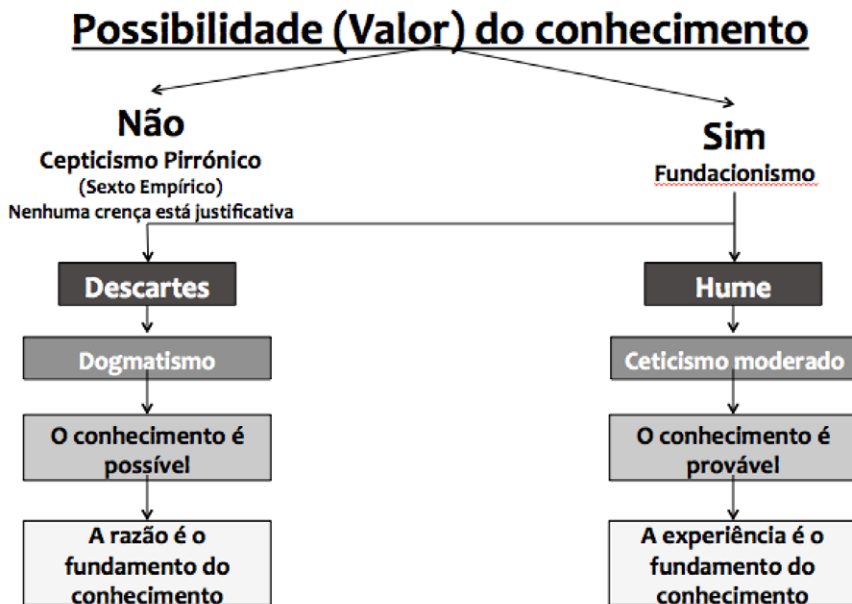 Possibilidade (Valor) do conhecimento
Não
Cepticismo Pirrónico
(Sexto Empírico)
Nenhuma crença está justificativa
Sim
Fundacionismo
Descartes
Dogmatismo
O conhecimento é
possível
A razão é o
fundamento do
conhecimento
Hume
Ceticismo moderado
O conhecimento é
provável
A experiência é o
fundamento do
conhecimento